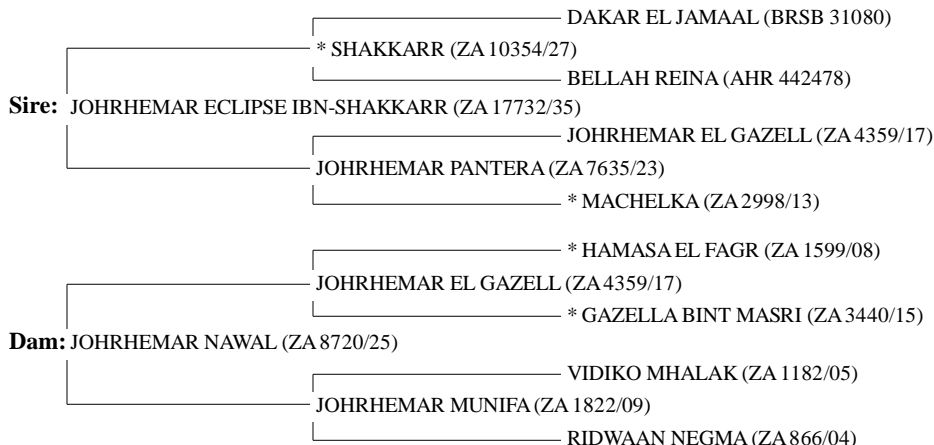 DAKAR EL JAMAAL (BRSB 31080)
* SHAKKARR (ZA 10354/27)
BELLAH REINA (AHR 442478)
Sire: JOHRHEMAR ECLIPSE IBN-SHAKKARR (ZA 17732/35)
JOHRHEMAR EL GAZELL (ZA 4359/17)
JOHRHEMAR PANTERA (ZA 7635/23)
* MACHELKA (ZA 2998/13)
* HAMASA EL FAGR (ZA 1599/08)
JOHRHEMAR EL GAZELL (ZA 4359/17)
* GAZELLA BINT MASRI (ZA 3440/15)
Dam: JOHRHEMAR NAWAL (ZA 8720/25)
VIDIKO MHALAK (ZA 1182/05)
JOHRHEMAR MUNIFA (ZA 1822/09)
RIDWAAN NEGMA (ZA 866/04)